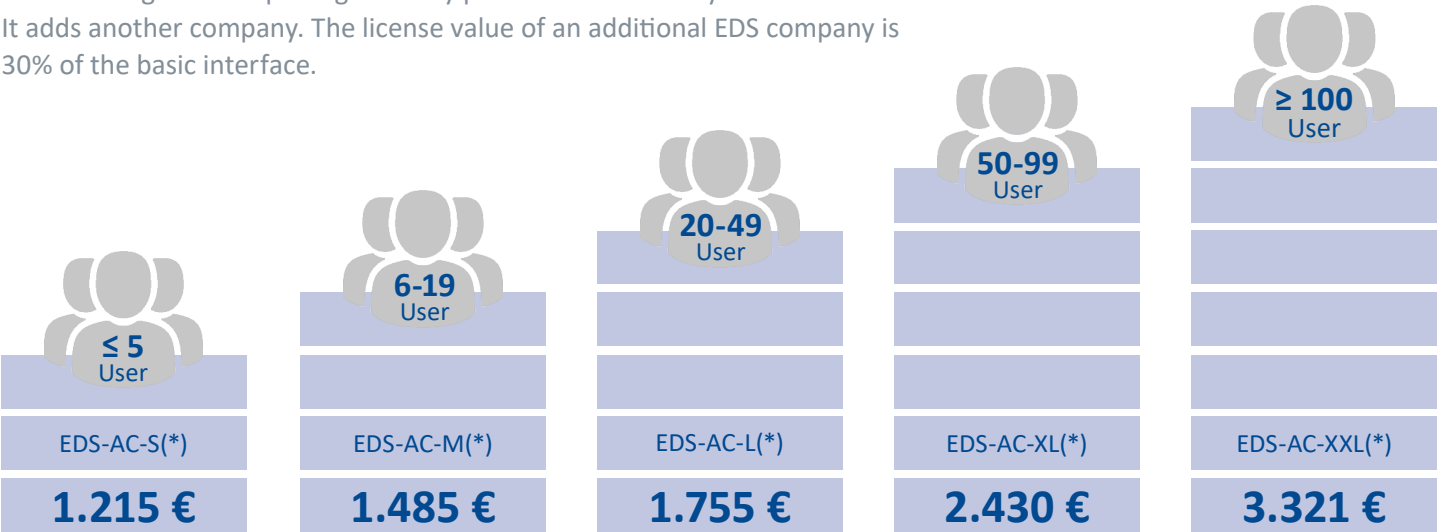 It adds another company. The license value of an additional EDS company is
30% of the basic interface.
≥ 100
User
50-99
User
20-49
User
6-19
User
≤ 5
User
EDS-AC-S(*)
EDS-AC-M(*)
EDS-AC-L(*)
EDS-AC-XL(*)
EDS-AC-XXL(*)
1.215 €
1.485 €
1.755 €
2.430 €
3.321 €